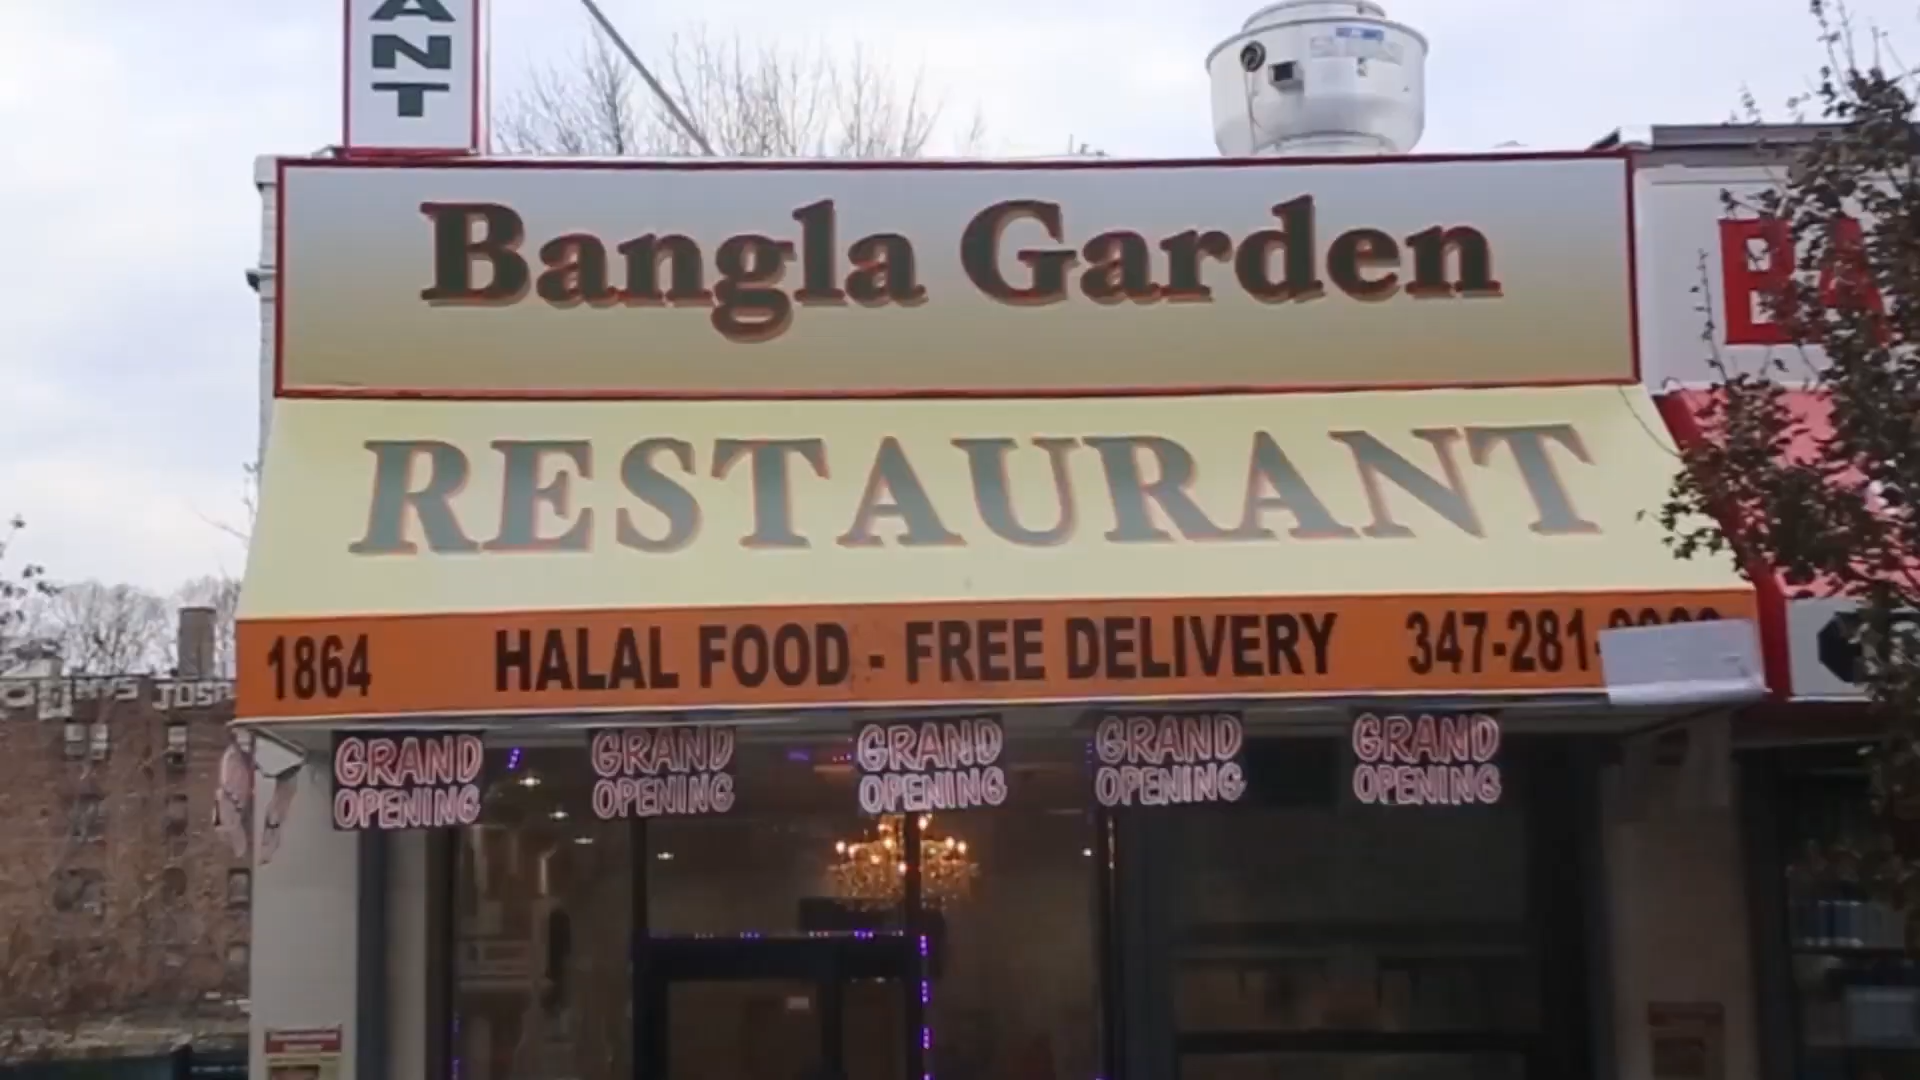 ANT
Bangla Garden
BA
RESTAURANT
1864 HALAL FOOD - FREE DELIVERY 347-281-
GRAND OPENING
GRAND OPENING
GRAND OPENING
GRAND OPENING
GRAND OPENING